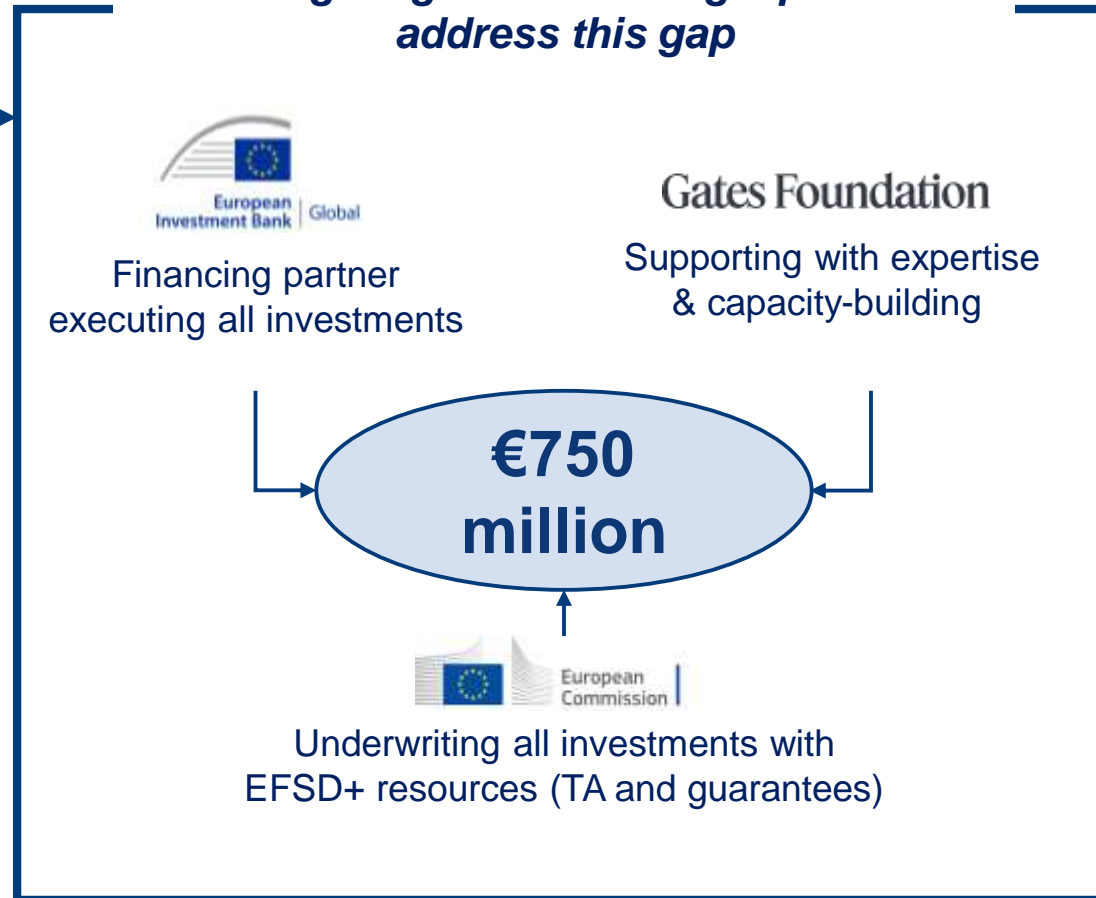 address this gap
European
Investment Bank
Global
Gates Foundation
Financing partner
executing all investments
Supporting with expertise
& capacity-building
€750
million
European
Commission
Underwriting all investments with
EFSD+ resources (TA and guarantees)